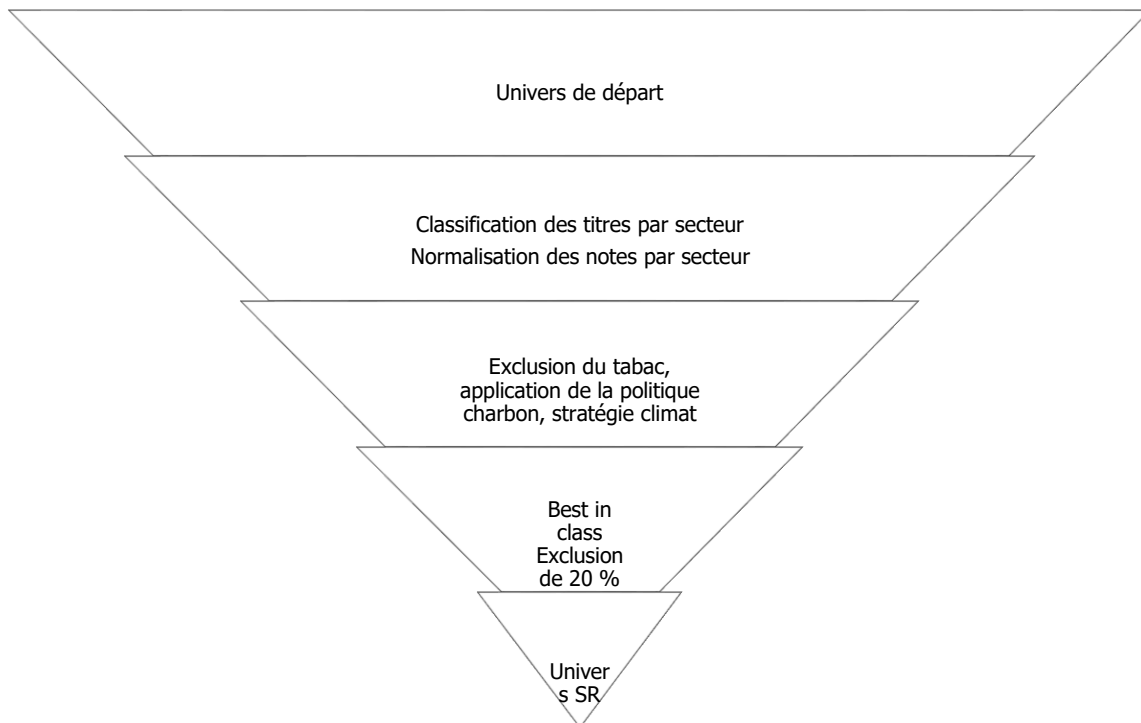 Univers de départ
Classification des titres par secteur
Normalisation des notes par secteur
Exclusion du tabac,
application de la politique
charbon, stratégie climat
Best in
class
Exclusion
de 20 %
Univer
s SR